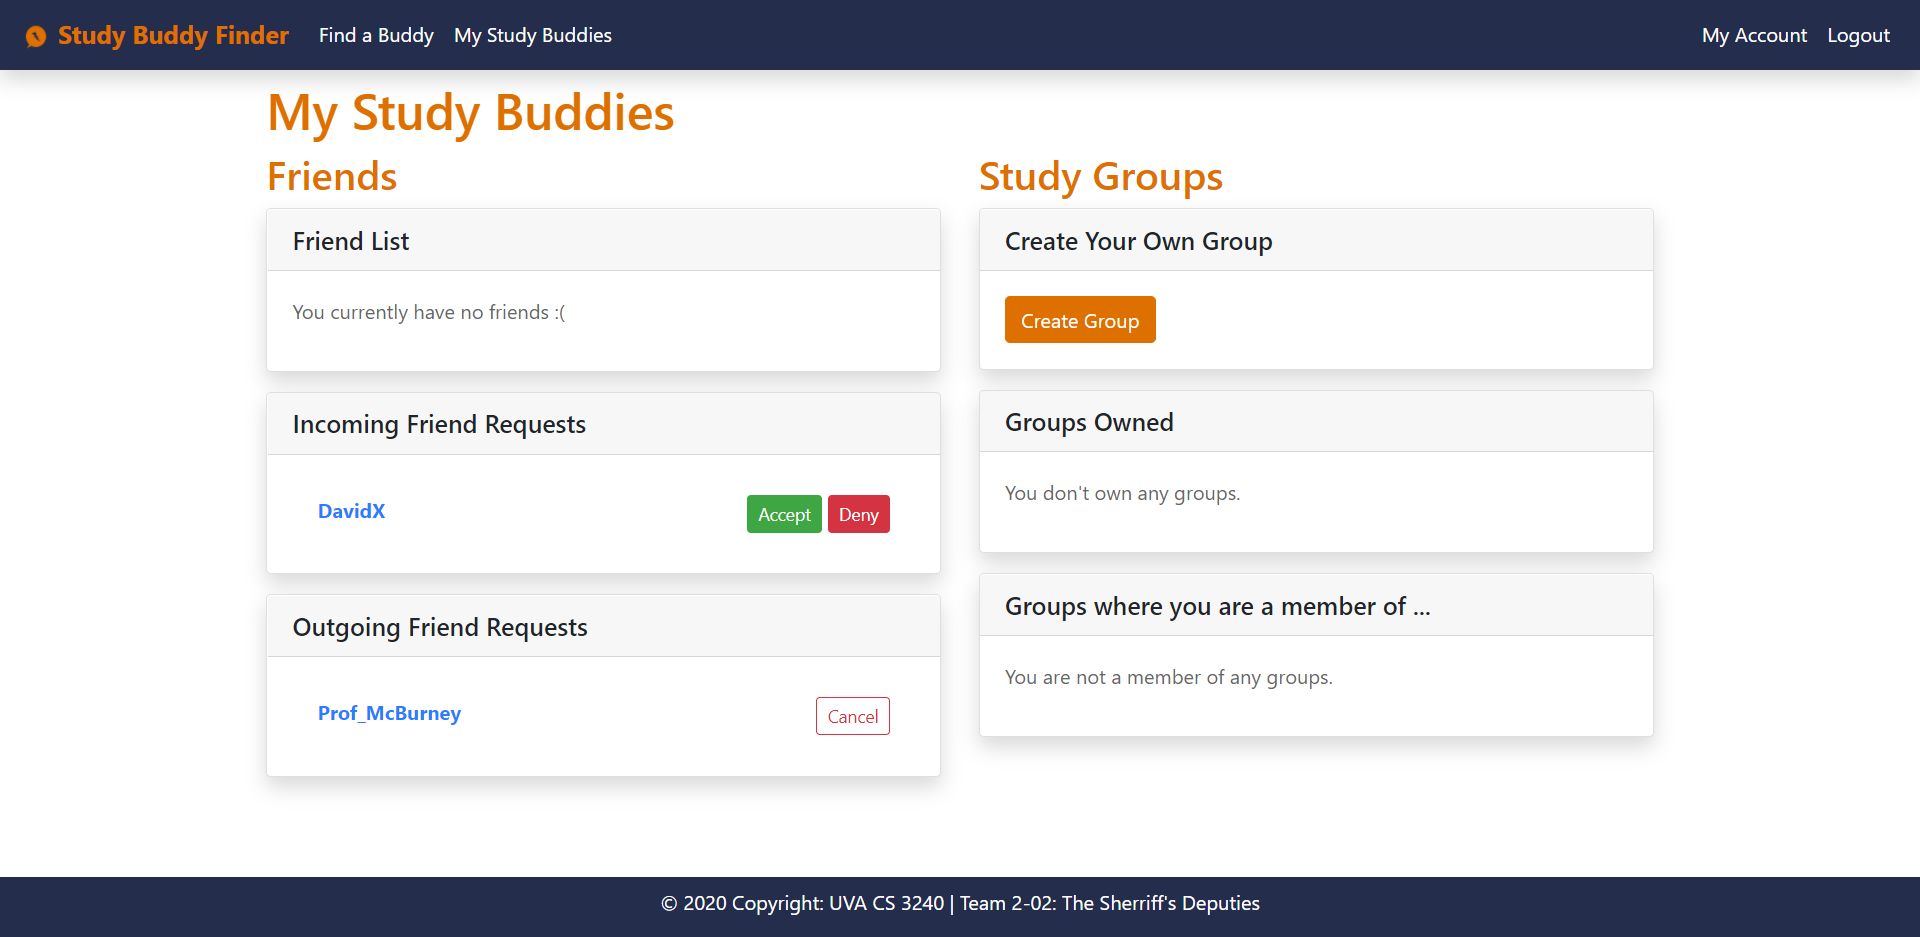 Study Buddy Finder
Find a Buddy
My Study Buddies
My Account
Logout
My Study Buddies
Friends
Friend List
You currently have no friends :(
Incoming Friend Requests
DavidX
Accept
Deny
Outgoing Friend Requests
Prof_McBurney
Cancel
Study Groups
Create Your Own Group
Create Group
Groups Owned
You don't own any groups.
Groups where you are a member of ...
You are not a member of any groups.
© 2020 Copyright: UVA CS 3240 | Team 2-02: The Sherriff's Deputies